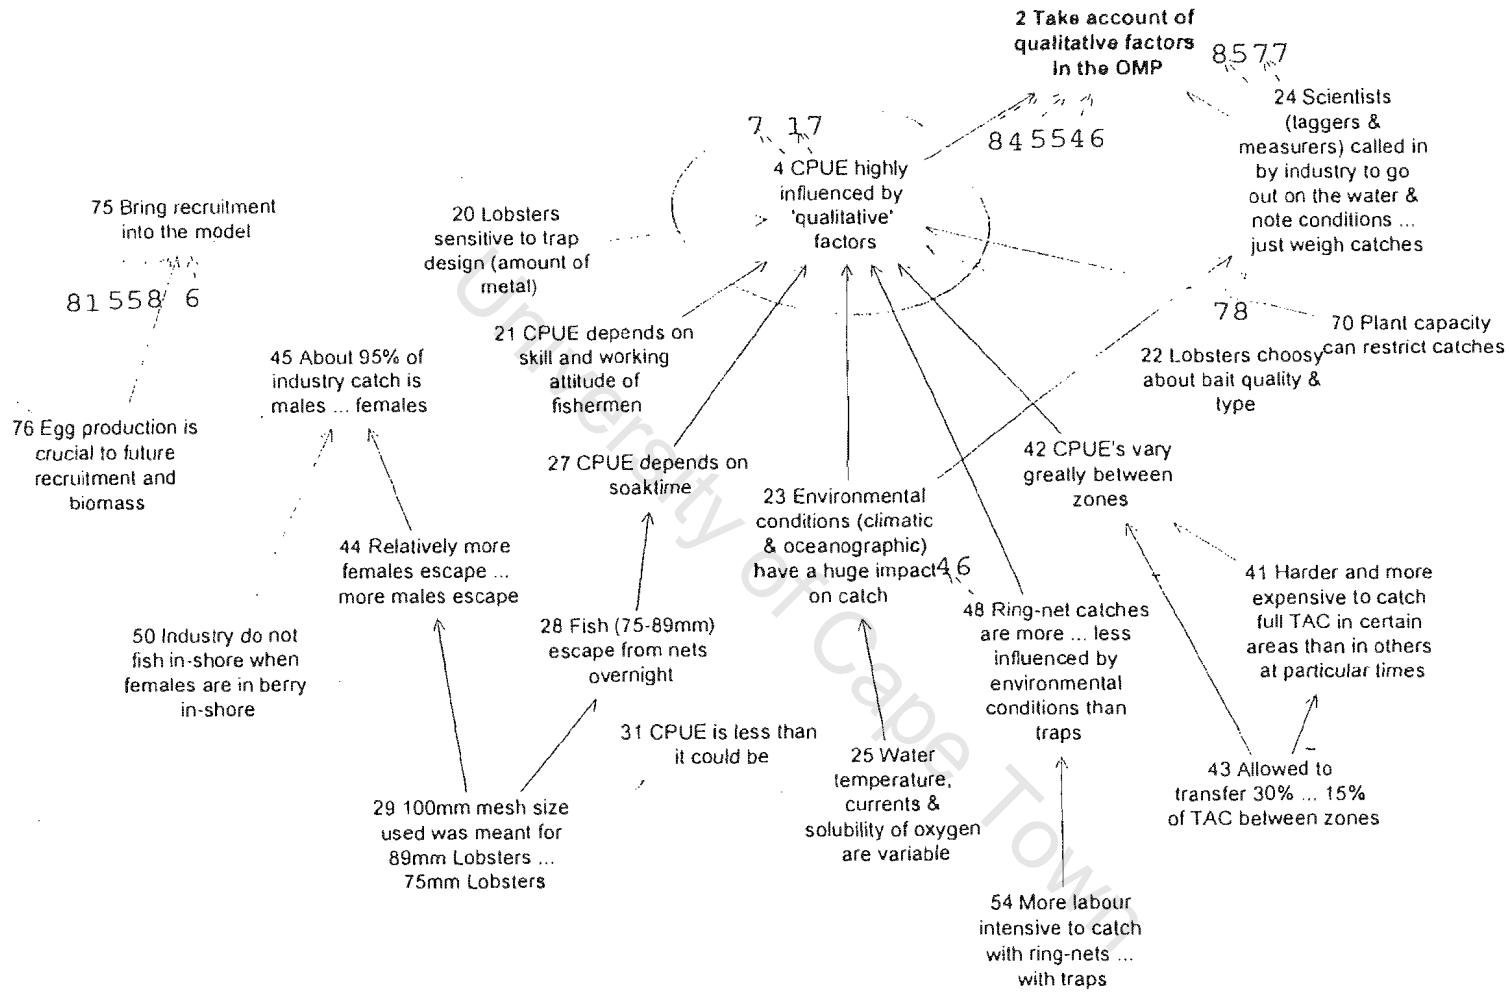 2 Take account of
qualitative factors
in the OMP
8577
24 Scientists
(taggers &
measurers) called in
by industry to go
out on the water &
note conditions ...
just weigh catches
7 17
845546
4 CPUE highly
influenced by
'qualitative'
factors
75 Bring recruitment
into the model
81558 6
20 Lobsters
sensitive to trap
design (amount of
metal)
78
70 Plant capacity
can restrict catches
21 CPUE depends on
skill and working
attitude of
fishermen
22 Lobsters choosy
about bait quality &
type
45 About 95% of
industry catch is
males ... females
76 Egg production is
crucial to future
recruitment and
biomass
27 CPUE depends on
soaktime
42 CPUE's vary
greatly between
zones
23 Environmental
conditions (climatic
& oceanographic)
have a huge impact
on catch
46
44 Relatively more
females escape ...
more males escape
41 Harder and more
expensive to catch
full TAC in certain
areas than in others
at particular times
48 Ring-net catches
are more ... less
influenced by
environmental
conditions than
traps
50 Industry do not
fish in-shore when
females are in berry
in-shore
28 Fish (75-89mm)
escape from nets
overnight
31 CPUE is less than
it could be
25 Water
temperature,
currents &
solubility of oxygen
are variable
43 Allowed to
transfer 30% ... 15%
of TAC between zones
29 100mm mesh size
used was meant for
89mm Lobsters ...
75mm Lobsters
54 More labour
intensive to catch
with ring-nets ...
with traps
University of Cape Town